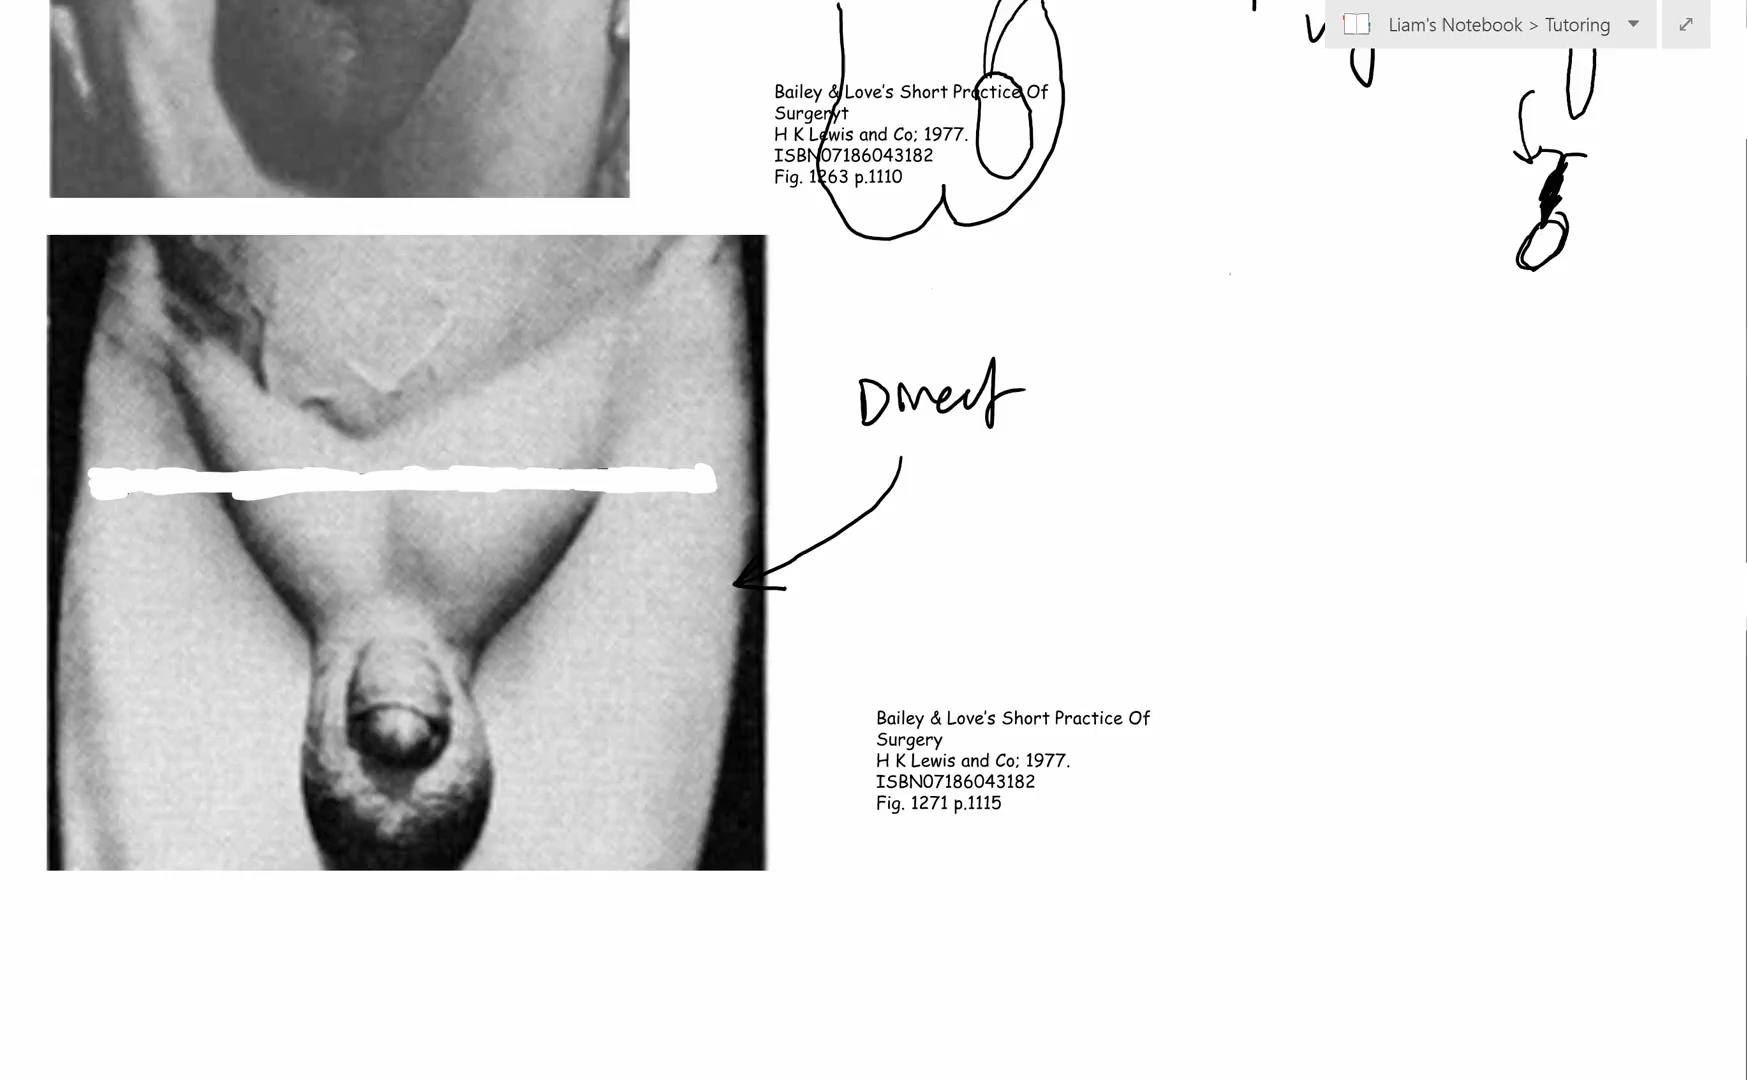 Liam's Notebook > Tutoring
Bailey & Love's Short Practice Of
Surgeryt
H K Lewis and Co; 1977.
ISBN07186043182
Fig. 1263 p.1110
Direct
Bailey & Love's Short Practice Of
Surgery
H K Lewis and Co; 1977.
ISBN07186043182
Fig. 1271 p.1115